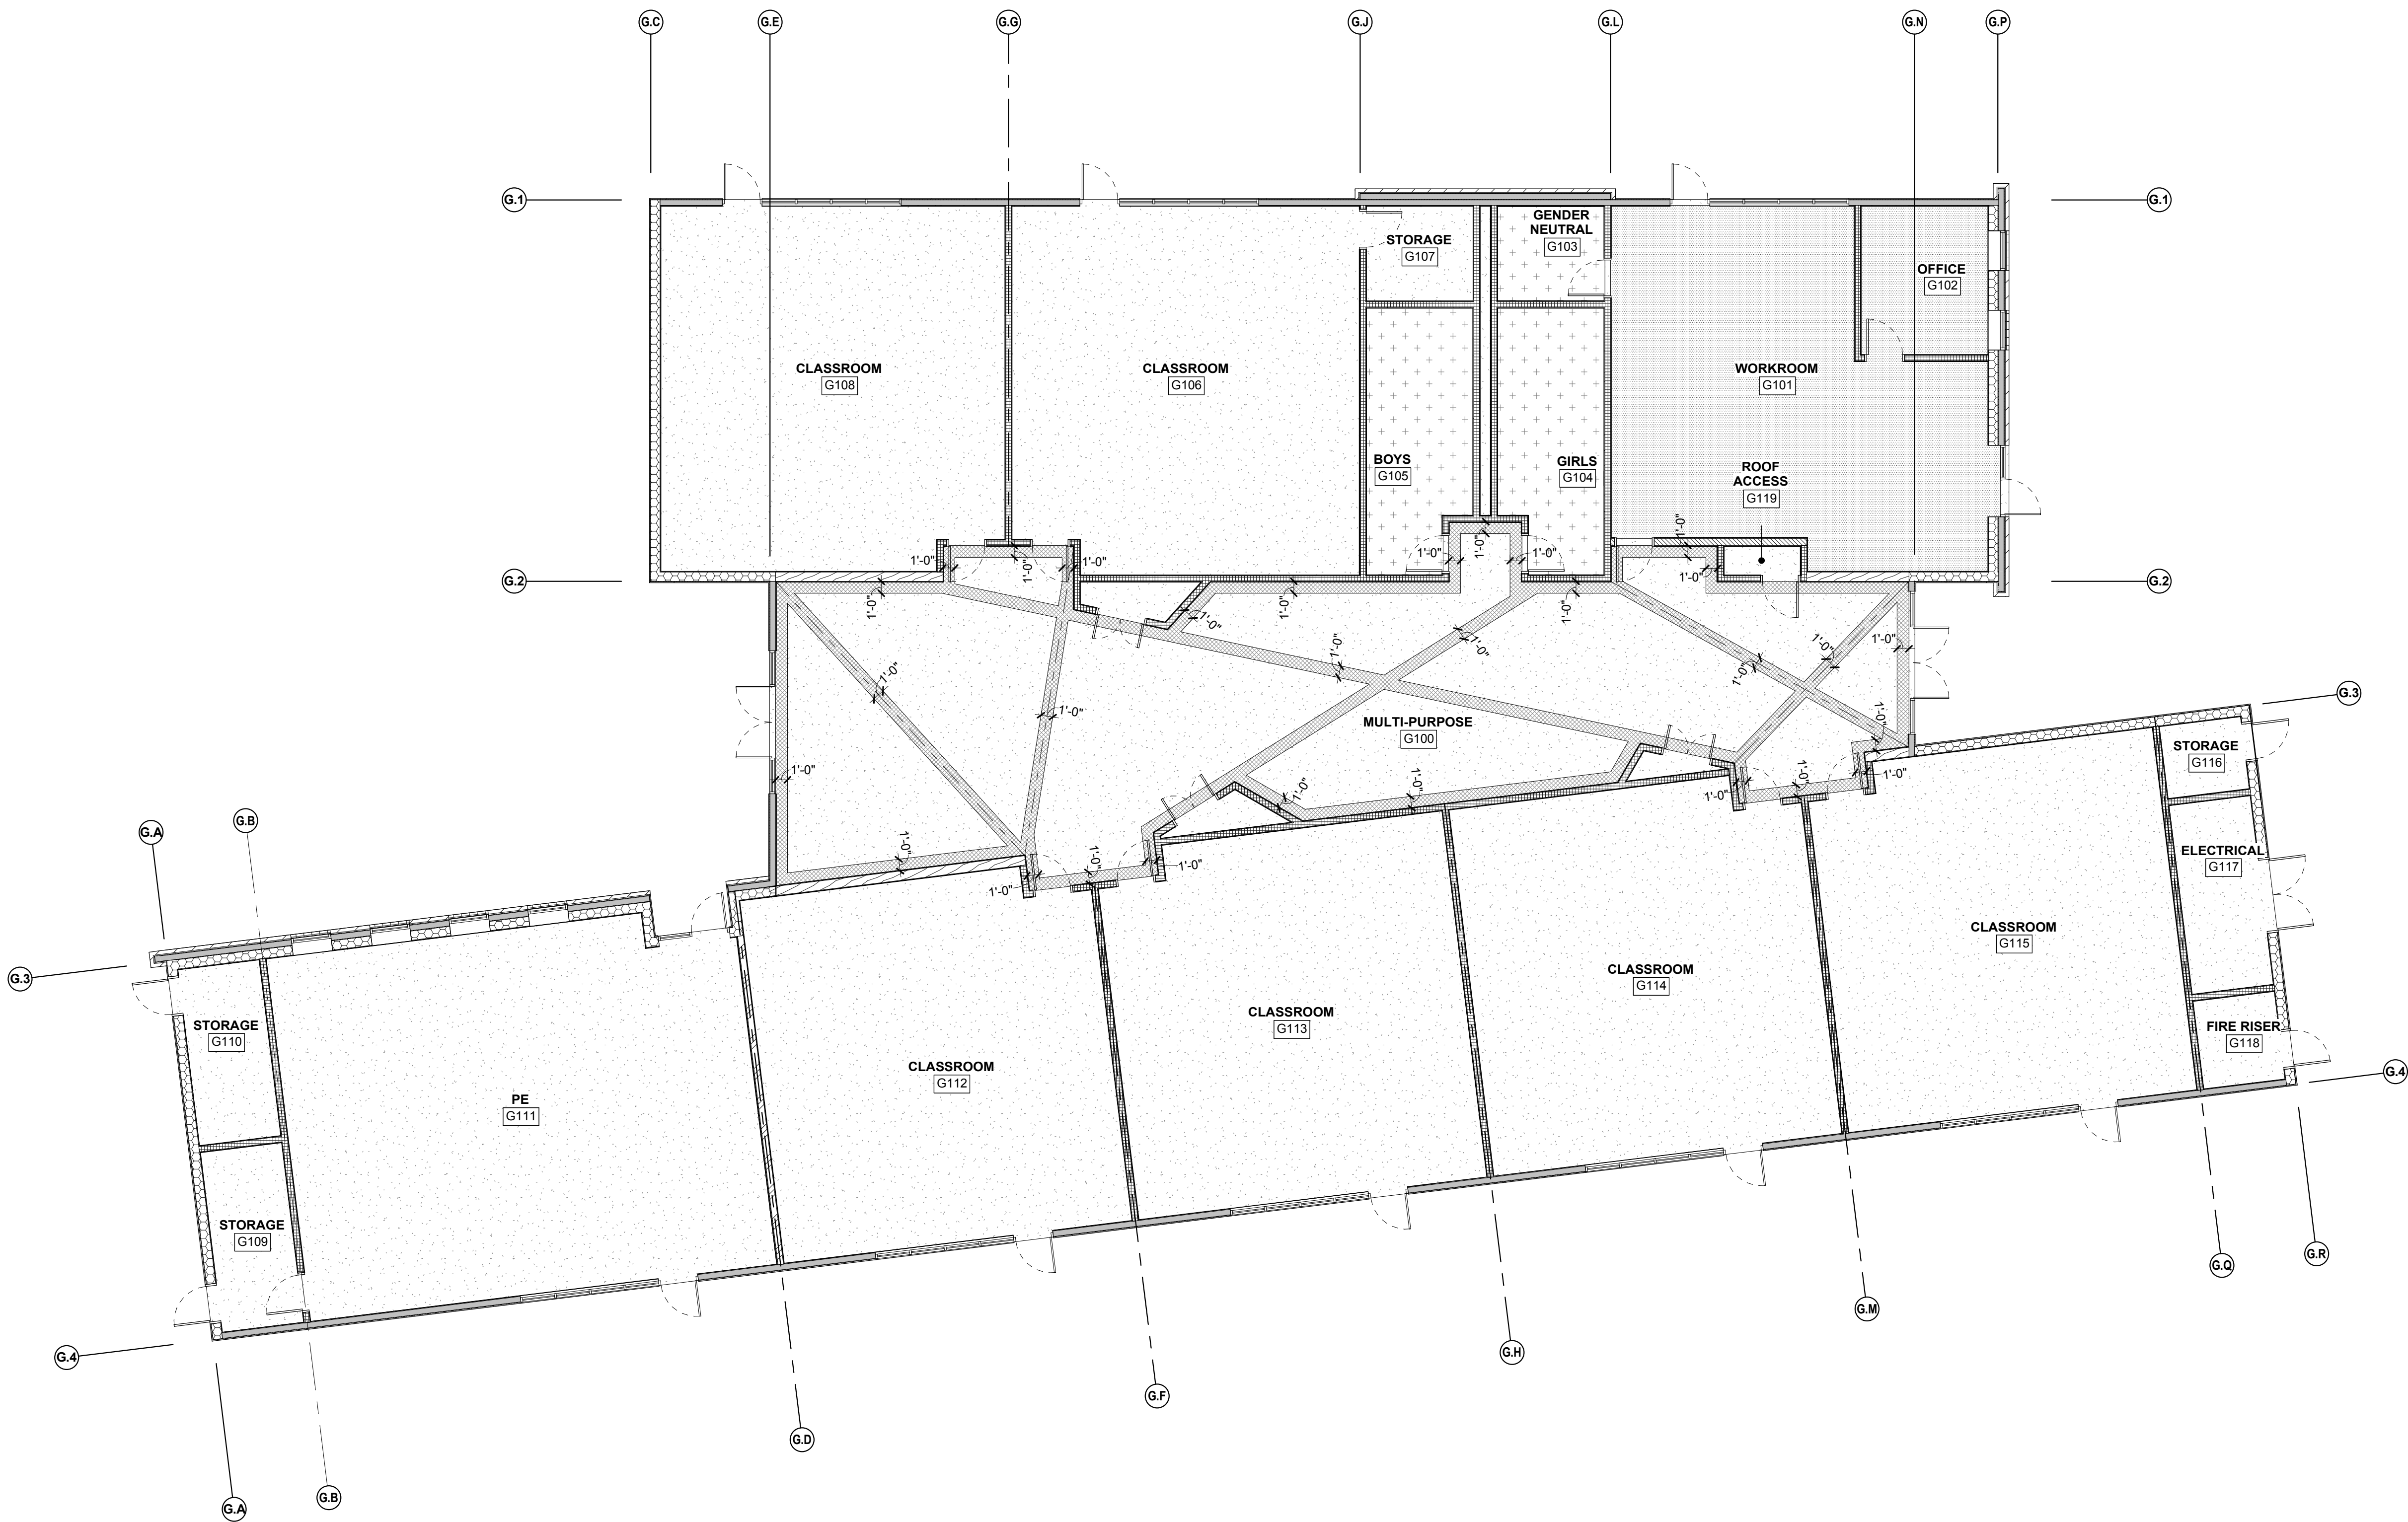 G.C
G.E
G.G
G.J
G.L
G.N
G.P
G.1
G.1
STORAGE
G107
GENDER
NEUTRAL
G103
OFFICE
G102
CLASSROOM
G108
CLASSROOM
G106
WORKROOM
G101
BOYS
G105
GIRLS
G104
ROOF
ACCESS
G119
1'-0"
1'-0"
1'-0"
1'-0"
1'-0"
1'-0"
1'-0"
1'-0"
G.2
G.2
1'-0"
1'-0"
1'-0"
1'-0"
1'-0"
1'-0"
1'-0"
1'-0"
1'-0"
1'-0"
1'-0"
G.3
MULTI-PURPOSE
G100
1'-0"
1'-0"
STORAGE
G116
1'-0"
1'-0"
1'-0"
1'-0"
1'-0"
1'-0"
G.A
G.B
1'-0"
1'-0"
1'-0"
1'-0"
ELECTRICAL
G117
G.3
CLASSROOM
G115
CLASSROOM
G114
STORAGE
G110
CLASSROOM
G113
FIRE RISER
G118
CLASSROOM
G112
G.4
PE
G111
STORAGE
G109
G.4
G.R
G.Q
G.M
G.H
G.F
G.D
G.B
G.A